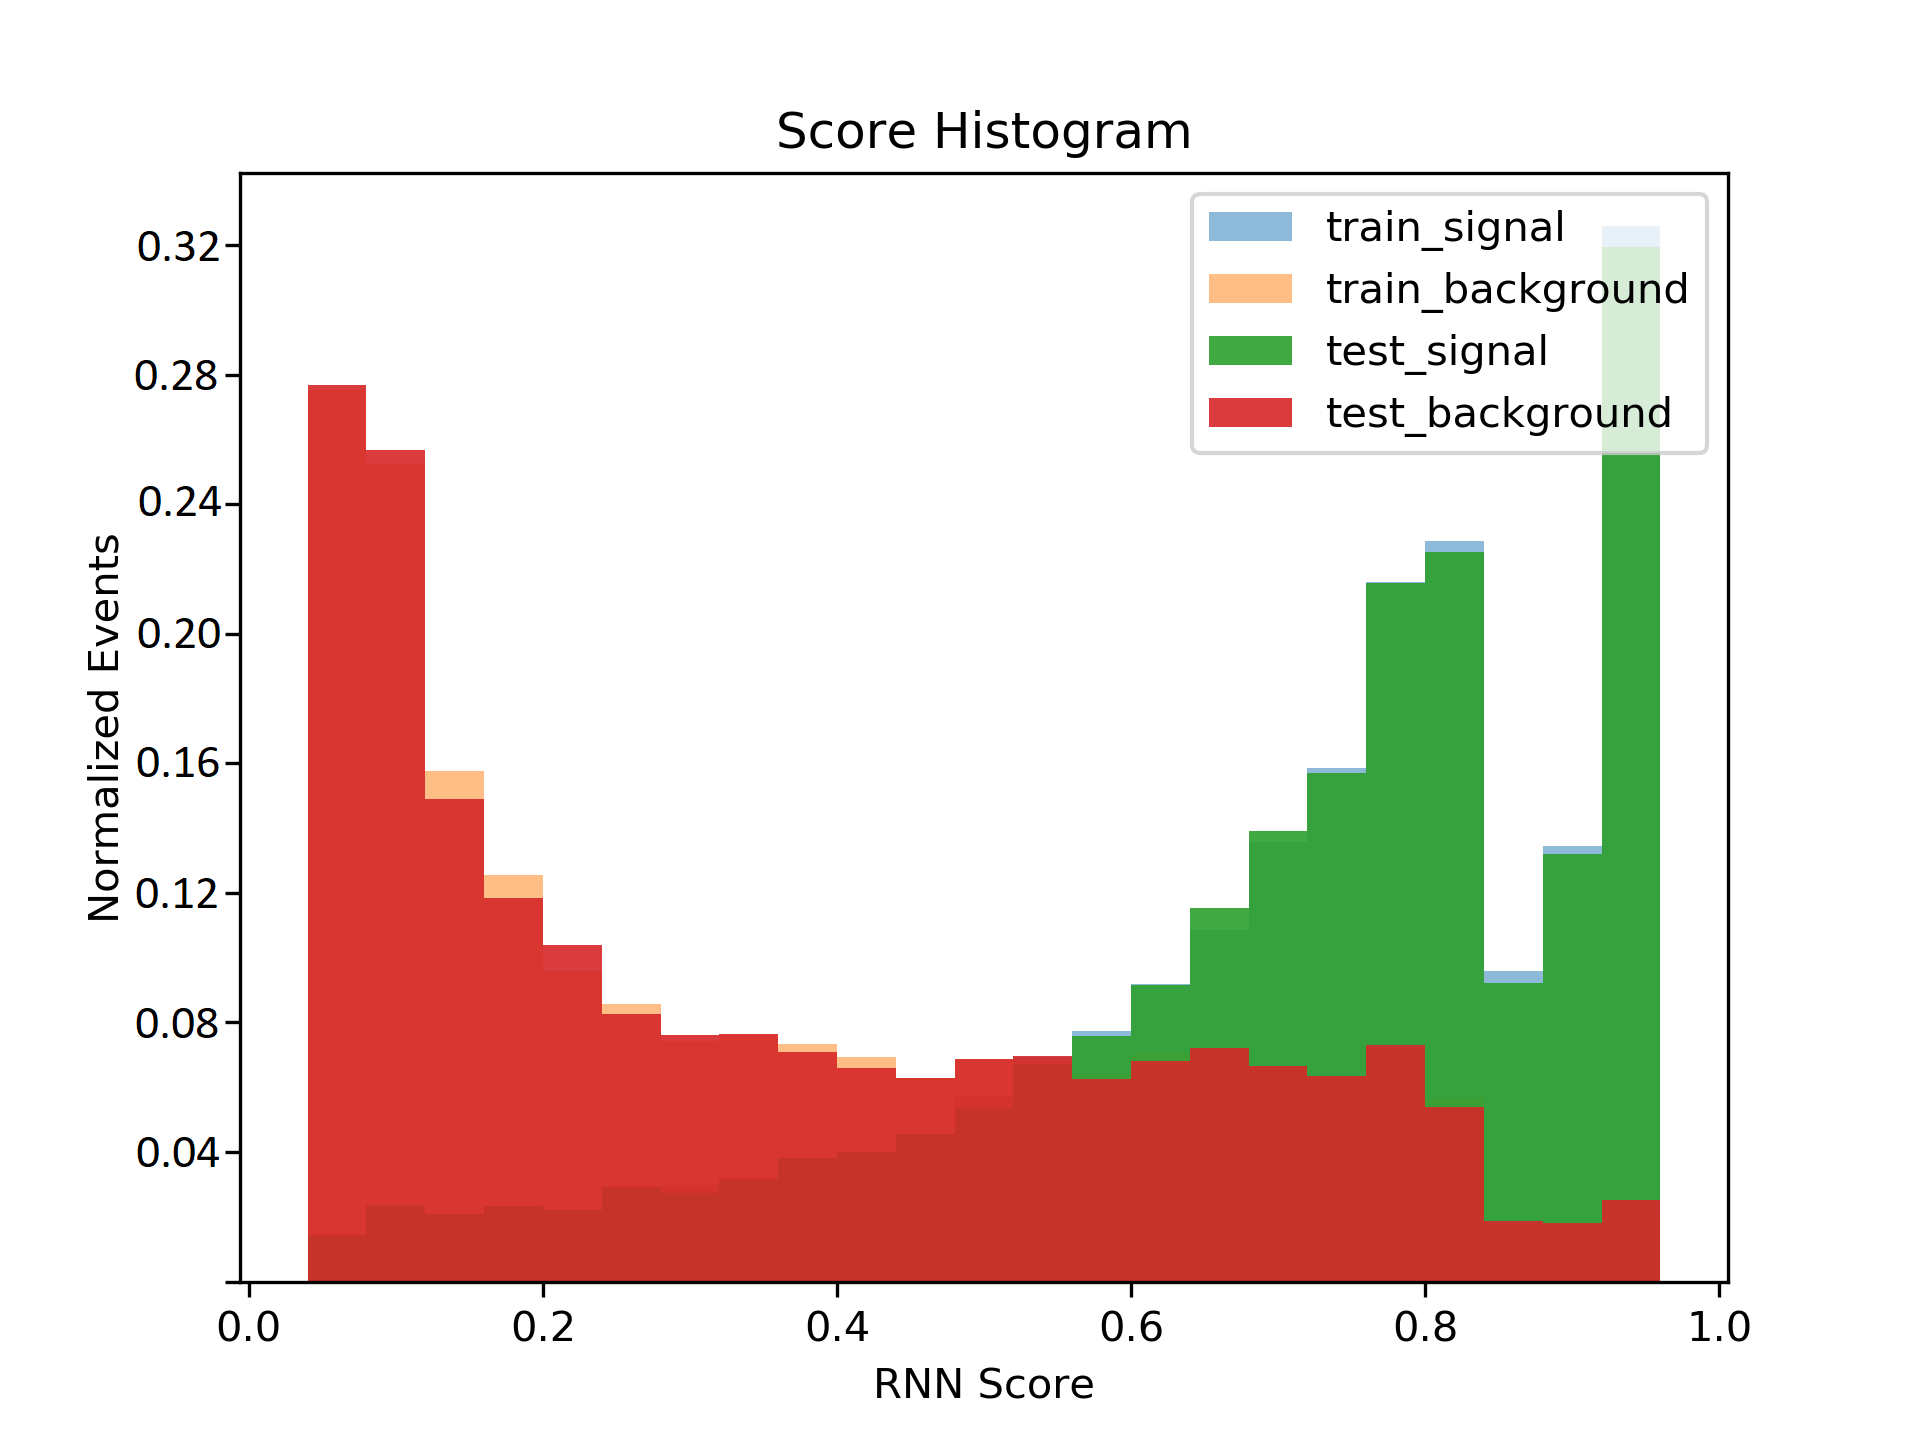 Score Histogram
train_signal
train_background
test_signal
test_background
Normalized Events
0.32
0.28
0.24
0.20
0.16
0.12
0.08
0.04
0.0 0.2 0.4 0.6 0.8 1.0
RNN Score